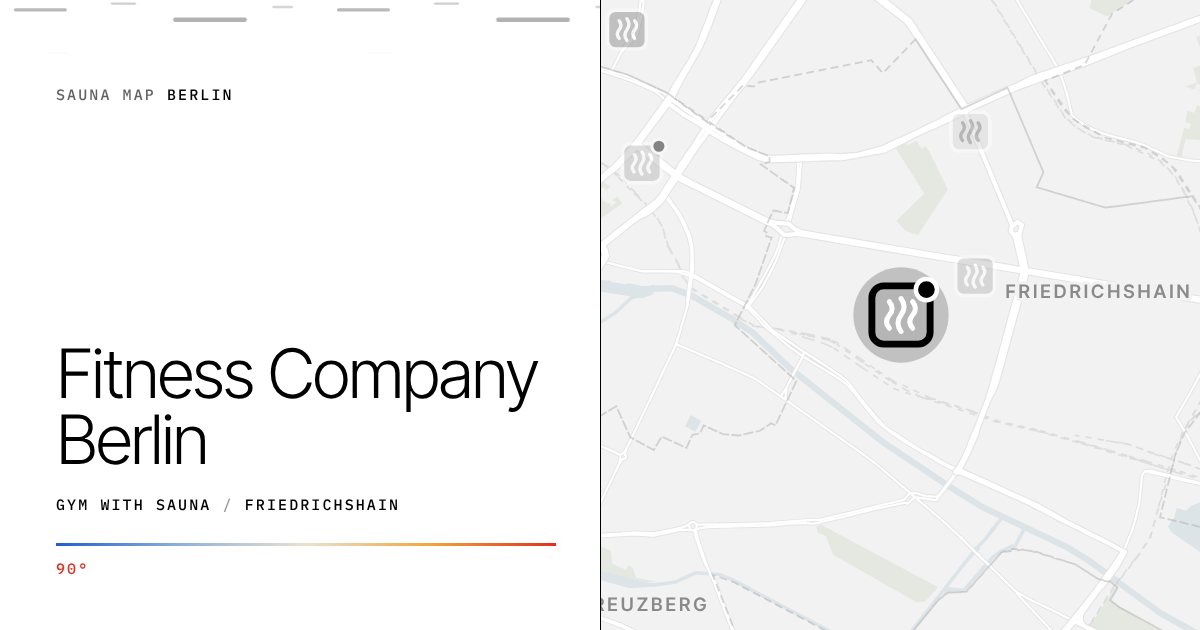 SAUNA MAP BERLIN
Fitness Company
Berlin
GYM WITH SAUNA / FRIEDRICHSHAIN
90°
FRIEDRICHSHAIN
REUZBERG